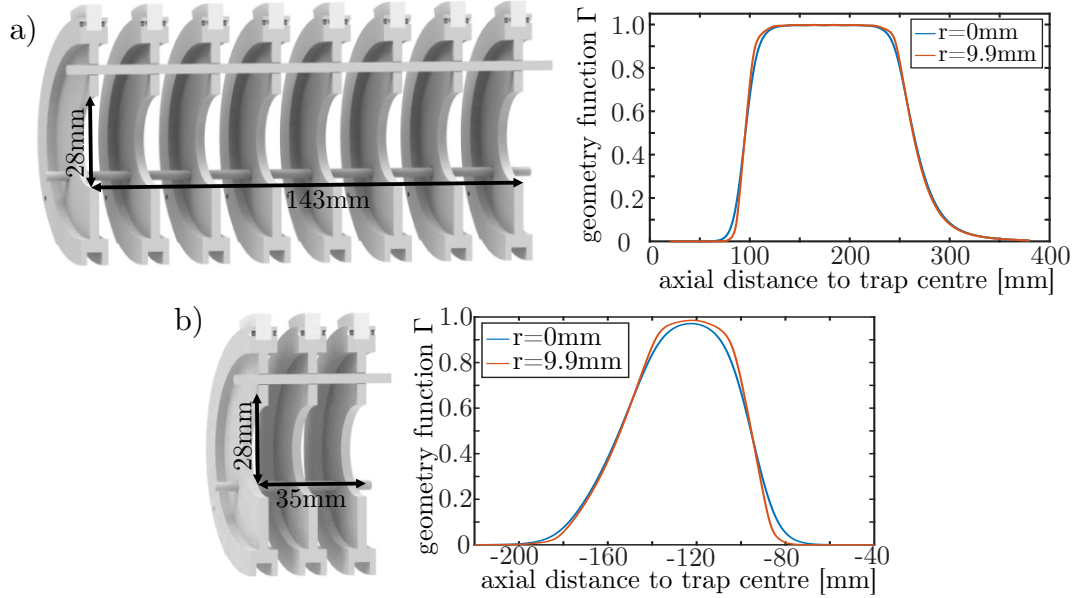 a)
28mm
143mm
geometry function Γ
1.0
0.8
0.6
0.4
0.2
0
r=0mm
r=9.9mm
0
100
200
300
400
axial distance to trap centre [mm]
b)
28mm
35mm
geometry function Γ
1.0
0.8
0.6
0.4
0.2
0
r=0mm
r=9.9mm
-200
-160
-120
-80
-40
axial distance to trap centre [mm]